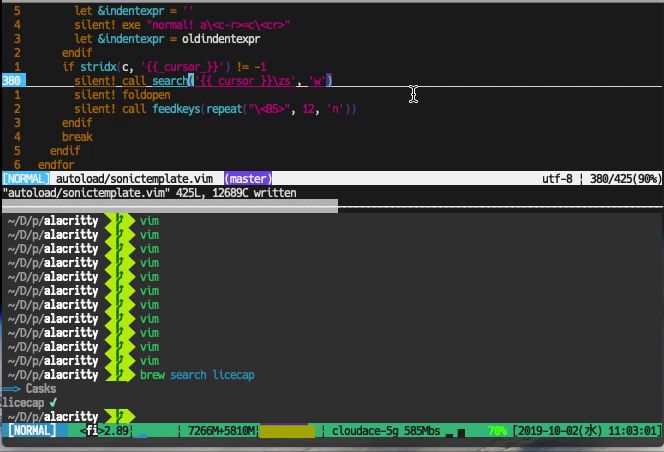 5 let &indentexpr = ''
4 silent! exe "normal! a\<c-r>=c\<cr>"
3 let &indentexpr = oldindentexpr
2 endif
1 if stridx(c, '{{_cursor_}}') != -1
380 silent! call search('{{_cursor_}}\zs', 'w')
1 silent! foldopen
2 silent! call feedkeys(repeat("\<BS>", 12, 'n'))
3 endif
4 break
5 endif
6 endfor
[NORMAL] autoload/sonictemplate.vim (master) utf-8 ¦ 380/425(90%)
"autoload/sonictemplate.vim" 425L, 12689C written
~/D/p/alacritty vim
~/D/p/alacritty vim
~/D/p/alacritty vim
~/D/p/alacritty vim
~/D/p/alacritty vim
~/D/p/alacritty vim
~/D/p/alacritty vim
~/D/p/alacritty vim
~/D/p/alacritty vim
~/D/p/alacritty vim
~/D/p/alacritty vim
~/D/p/alacritty brew search licecap
==> Casks
licecap ✓
~/D/p/alacritty
[NORMAL] <fi>2.89¦ ¦ 7266M+5810M¦ ¦ cloudace-5g 585Mbs 70% [2019-10-02(水) 11:03:01]